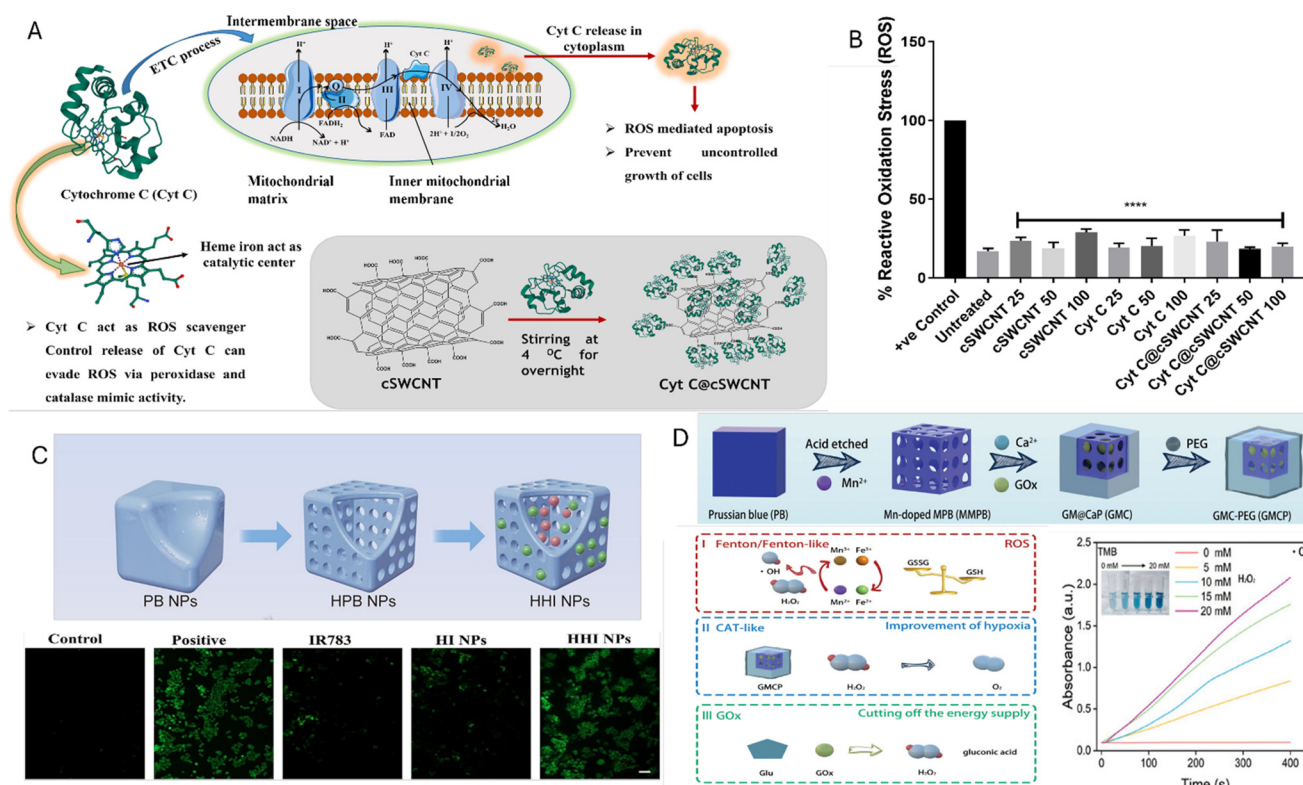 A
Intermembrane space
ETC process
H⁺
H⁺
Cyt C
H⁺
Cyt C release in
cytoplasm
I
Q
II
III
IV
FADH₂
NADH
NAD⁺ + H⁺
FAD
2H⁺ + 1/2O₂
H₂O
Cytochrome C (Cyt C)
Mitochondrial
matrix
Inner mitochondrial
membrane
➢ ROS mediated apoptosis
➢ Prevent uncontrolled
growth of cells
Heme iron act as
catalytic center
➢ Cyt C act as ROS scavenger
Control release of Cyt C can
evade ROS via peroxidase and
catalase mimic activity.
HOOC
HOOC
HOOC
COOH
COOH
COOH
COOH
cSWCNT
Stirring at
4 ⁰C for
overnight
Cyt C@cSWCNT
B
% Reactive Oxidation Stress (ROS)
150
100
50
0
****
+ve Control
Untreated
cSWCNT 25
cSWCNT 50
cSWCNT 100
Cyt C 25
Cyt C 50
Cyt C 100
Cyt C@cSWCNT 25
Cyt C@cSWCNT 50
Cyt C@cSWCNT 100
C
PB NPs
HPB NPs
HHI NPs
Control
Positive
IR783
HI NPs
HHI NPs
D
Acid etched
Mn²⁺
Ca²⁺
GOx
PEG
Prussian blue (PB)
Mn-doped MPB (MMPB)
GM@CaP (GMC)
GMC-PEG (GMCP)
I Fenton/Fenton-like
ROS
• OH
H₂O₂
Mn³⁺
Fe³⁺
Mn²⁺
Fe²⁺
GSSG
GSH
II CAT-like
Improvement of hypoxia
GMCP
H₂O₂
O₂
III GOx
Cutting off the energy supply
Glu
GOx
H₂O₂
gluconic acid
Absorbance (a.u.)
2.5
2.0
1.5
1.0
0.5
0.0
TMB
0 mM
20 mM
H₂O₂
0 mM
5 mM
10 mM
15 mM
20 mM
0
100
200
300
400
Time (s)